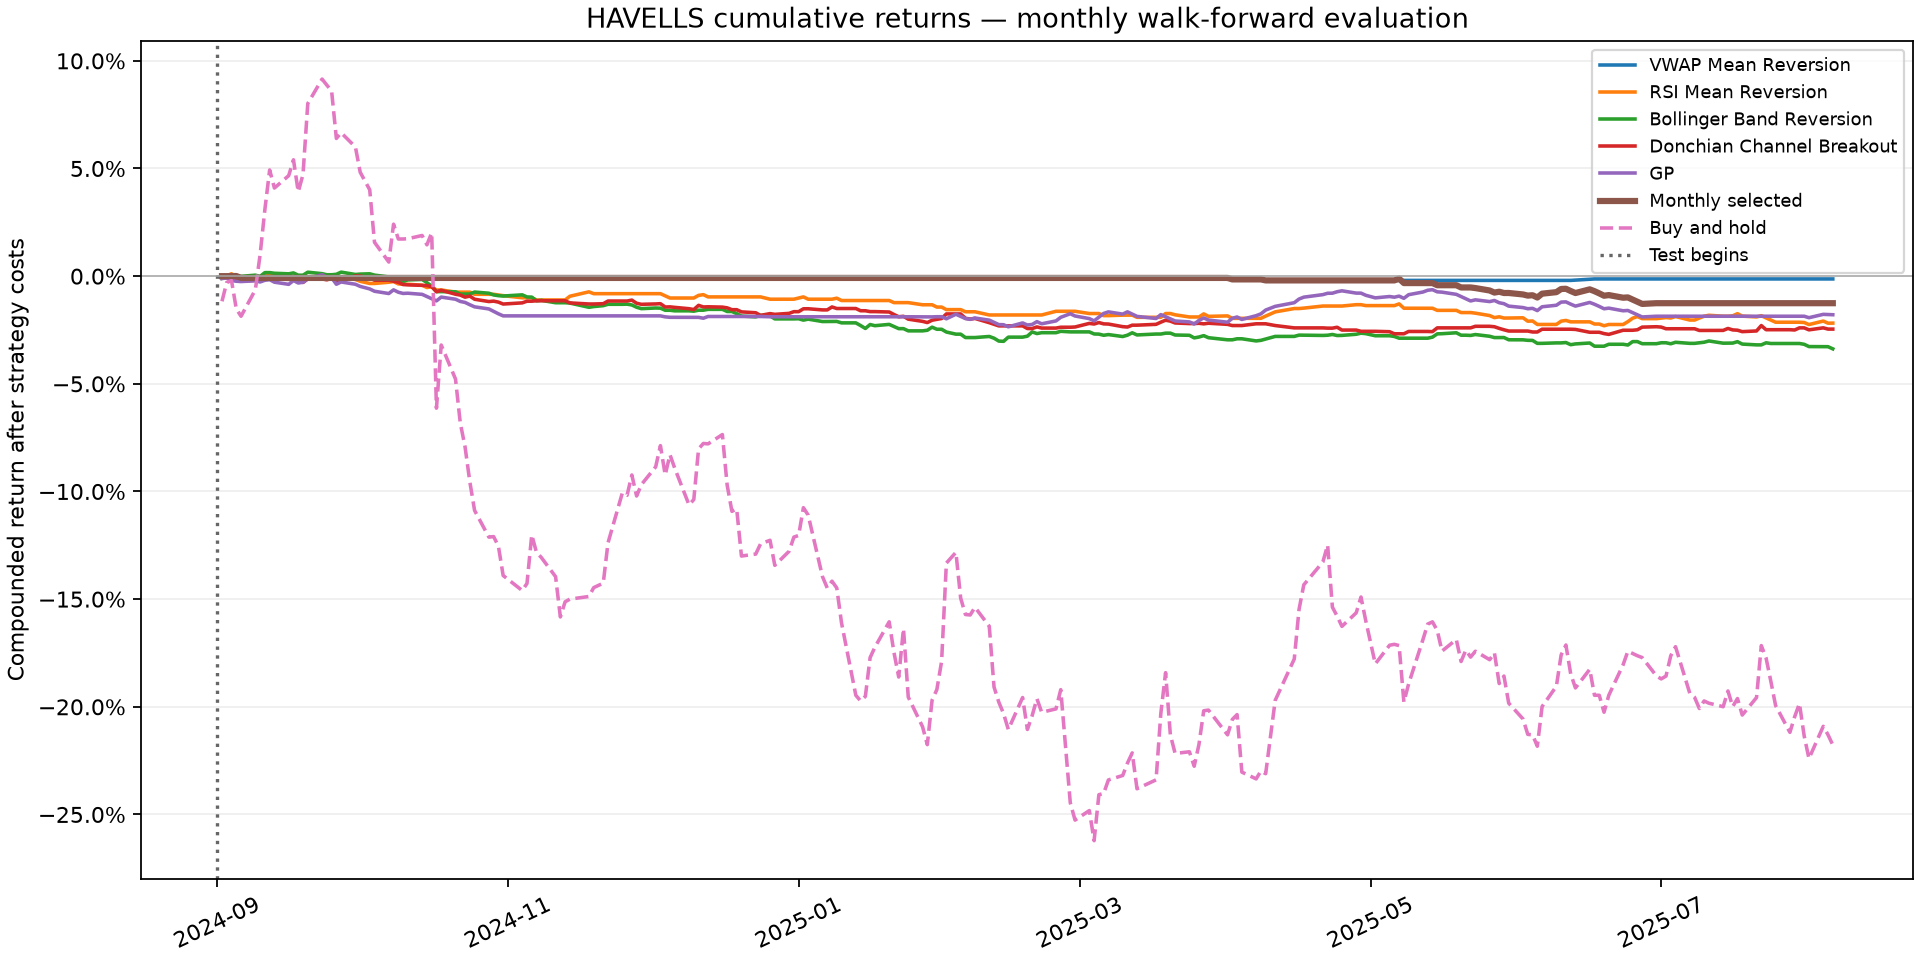 HAVELLS cumulative returns — monthly walk-forward evaluation
Compounded return after strategy costs
10.0%
5.0%
0.0%
−5.0%
−10.0%
−15.0%
−20.0%
−25.0%
2024-09
2024-11
2025-01
2025-03
2025-05
2025-07
VWAP Mean Reversion
RSI Mean Reversion
Bollinger Band Reversion
Donchian Channel Breakout
GP
Monthly selected
Buy and hold
Test begins